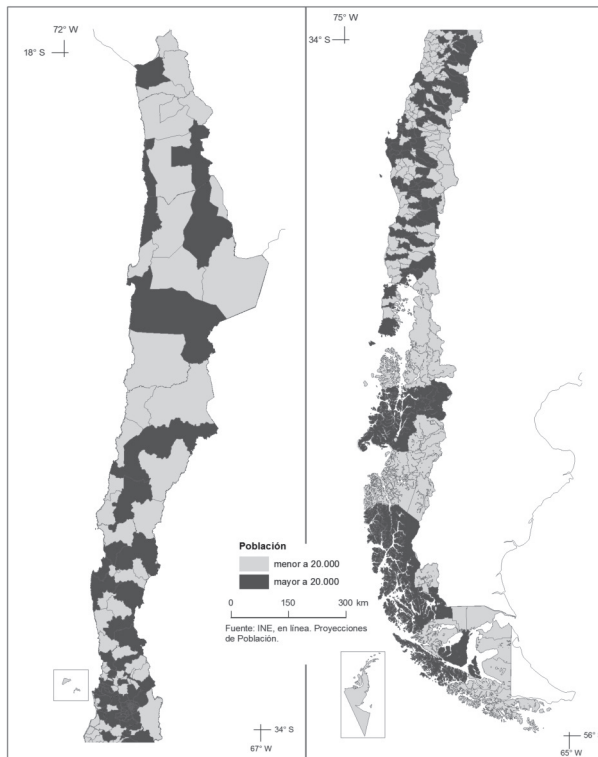 72° W
18° S
75° W
34° S
Población
menor a 20.000
mayor a 20.000
0 150 300 km
Fuente: INE, en línea. Proyecciones
de Población.
34° S
67° W
56°
65° W